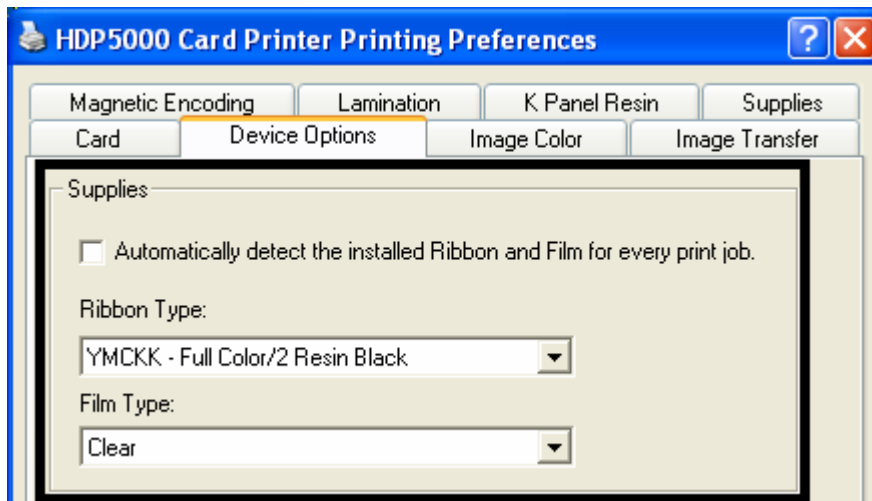 HDP5000 Card Printer Printing Preferences
Magnetic Encoding Lamination K Panel Resin Supplies
Card Device Options Image Color Image Transfer
Supplies
Automatically detect the installed Ribbon and Film for every print job.
Ribbon Type:
YMCKK - Full Color/2 Resin Black
Film Type:
Clear